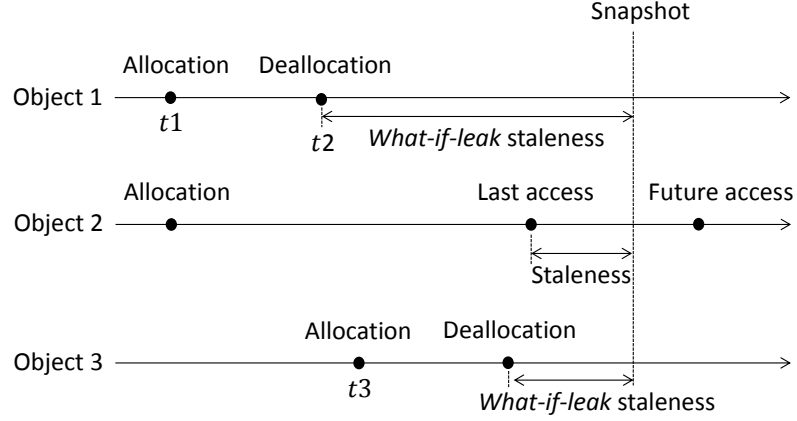 Snapshot
Allocation Deallocation
Object 1
t1 t2 What-if-leak staleness
Allocation Last access Future access
Object 2
Staleness
Allocation Deallocation
Object 3
t3 What-if-leak staleness